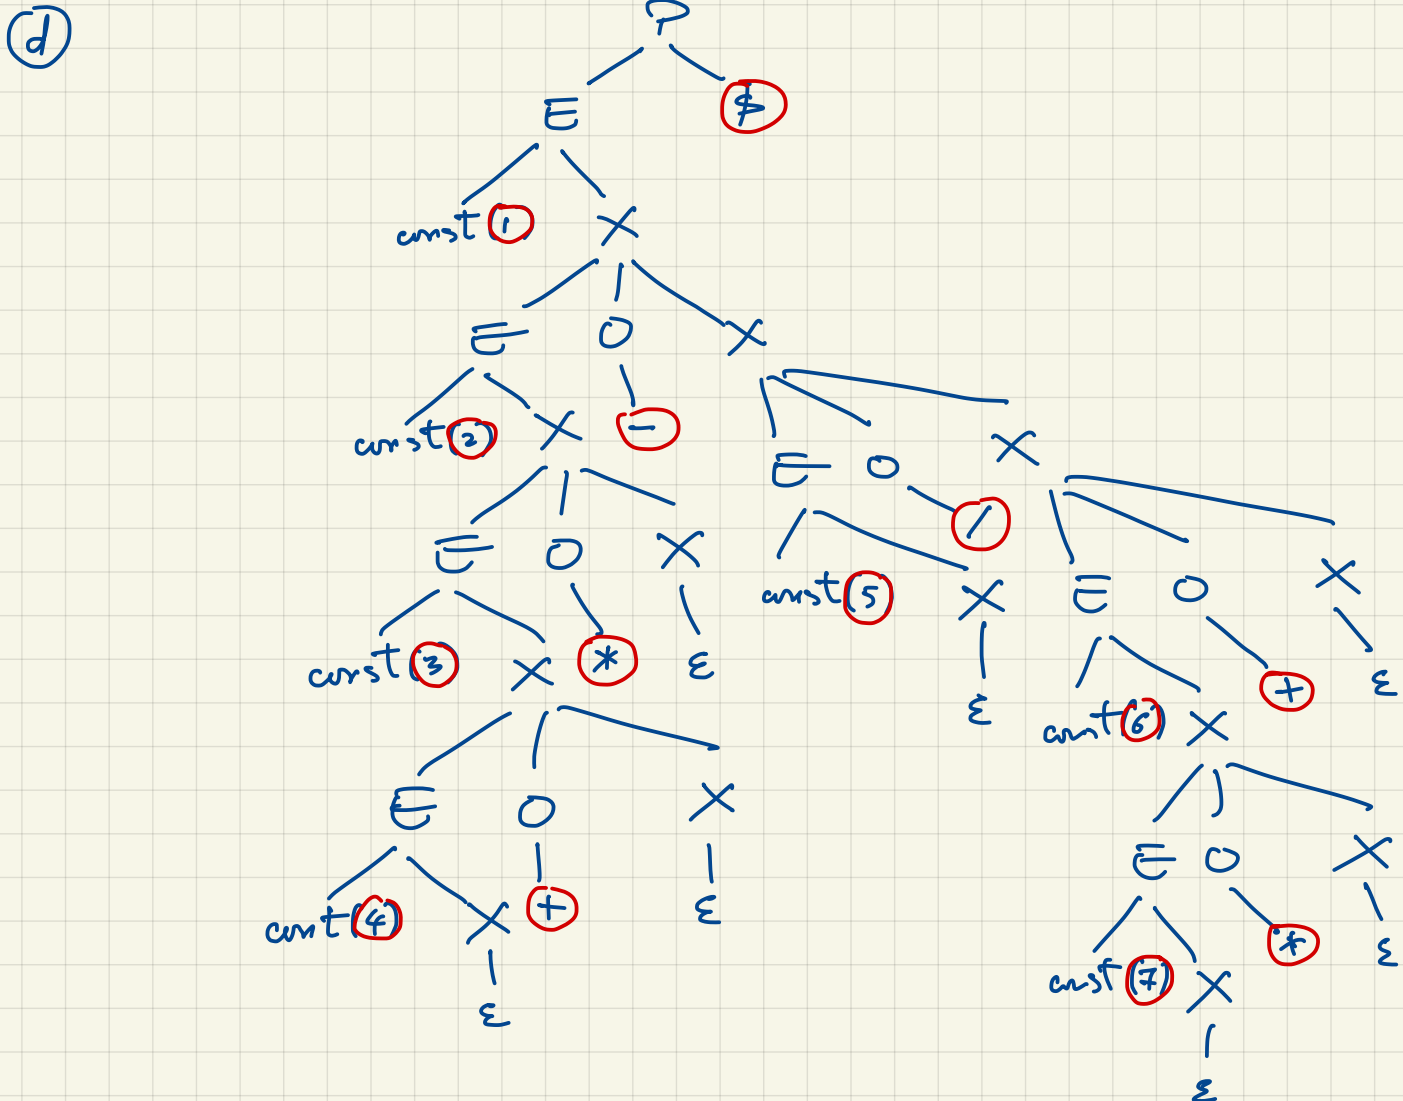 d
P
E $
const (1) X
E O X
const (2) X − E O X
E O X / 
const (5) X E O X
const (3) X * ε ε + ε
const (6) X
E O X
E O X
const (4) X + ε * ε
const (7) X
ε
ε